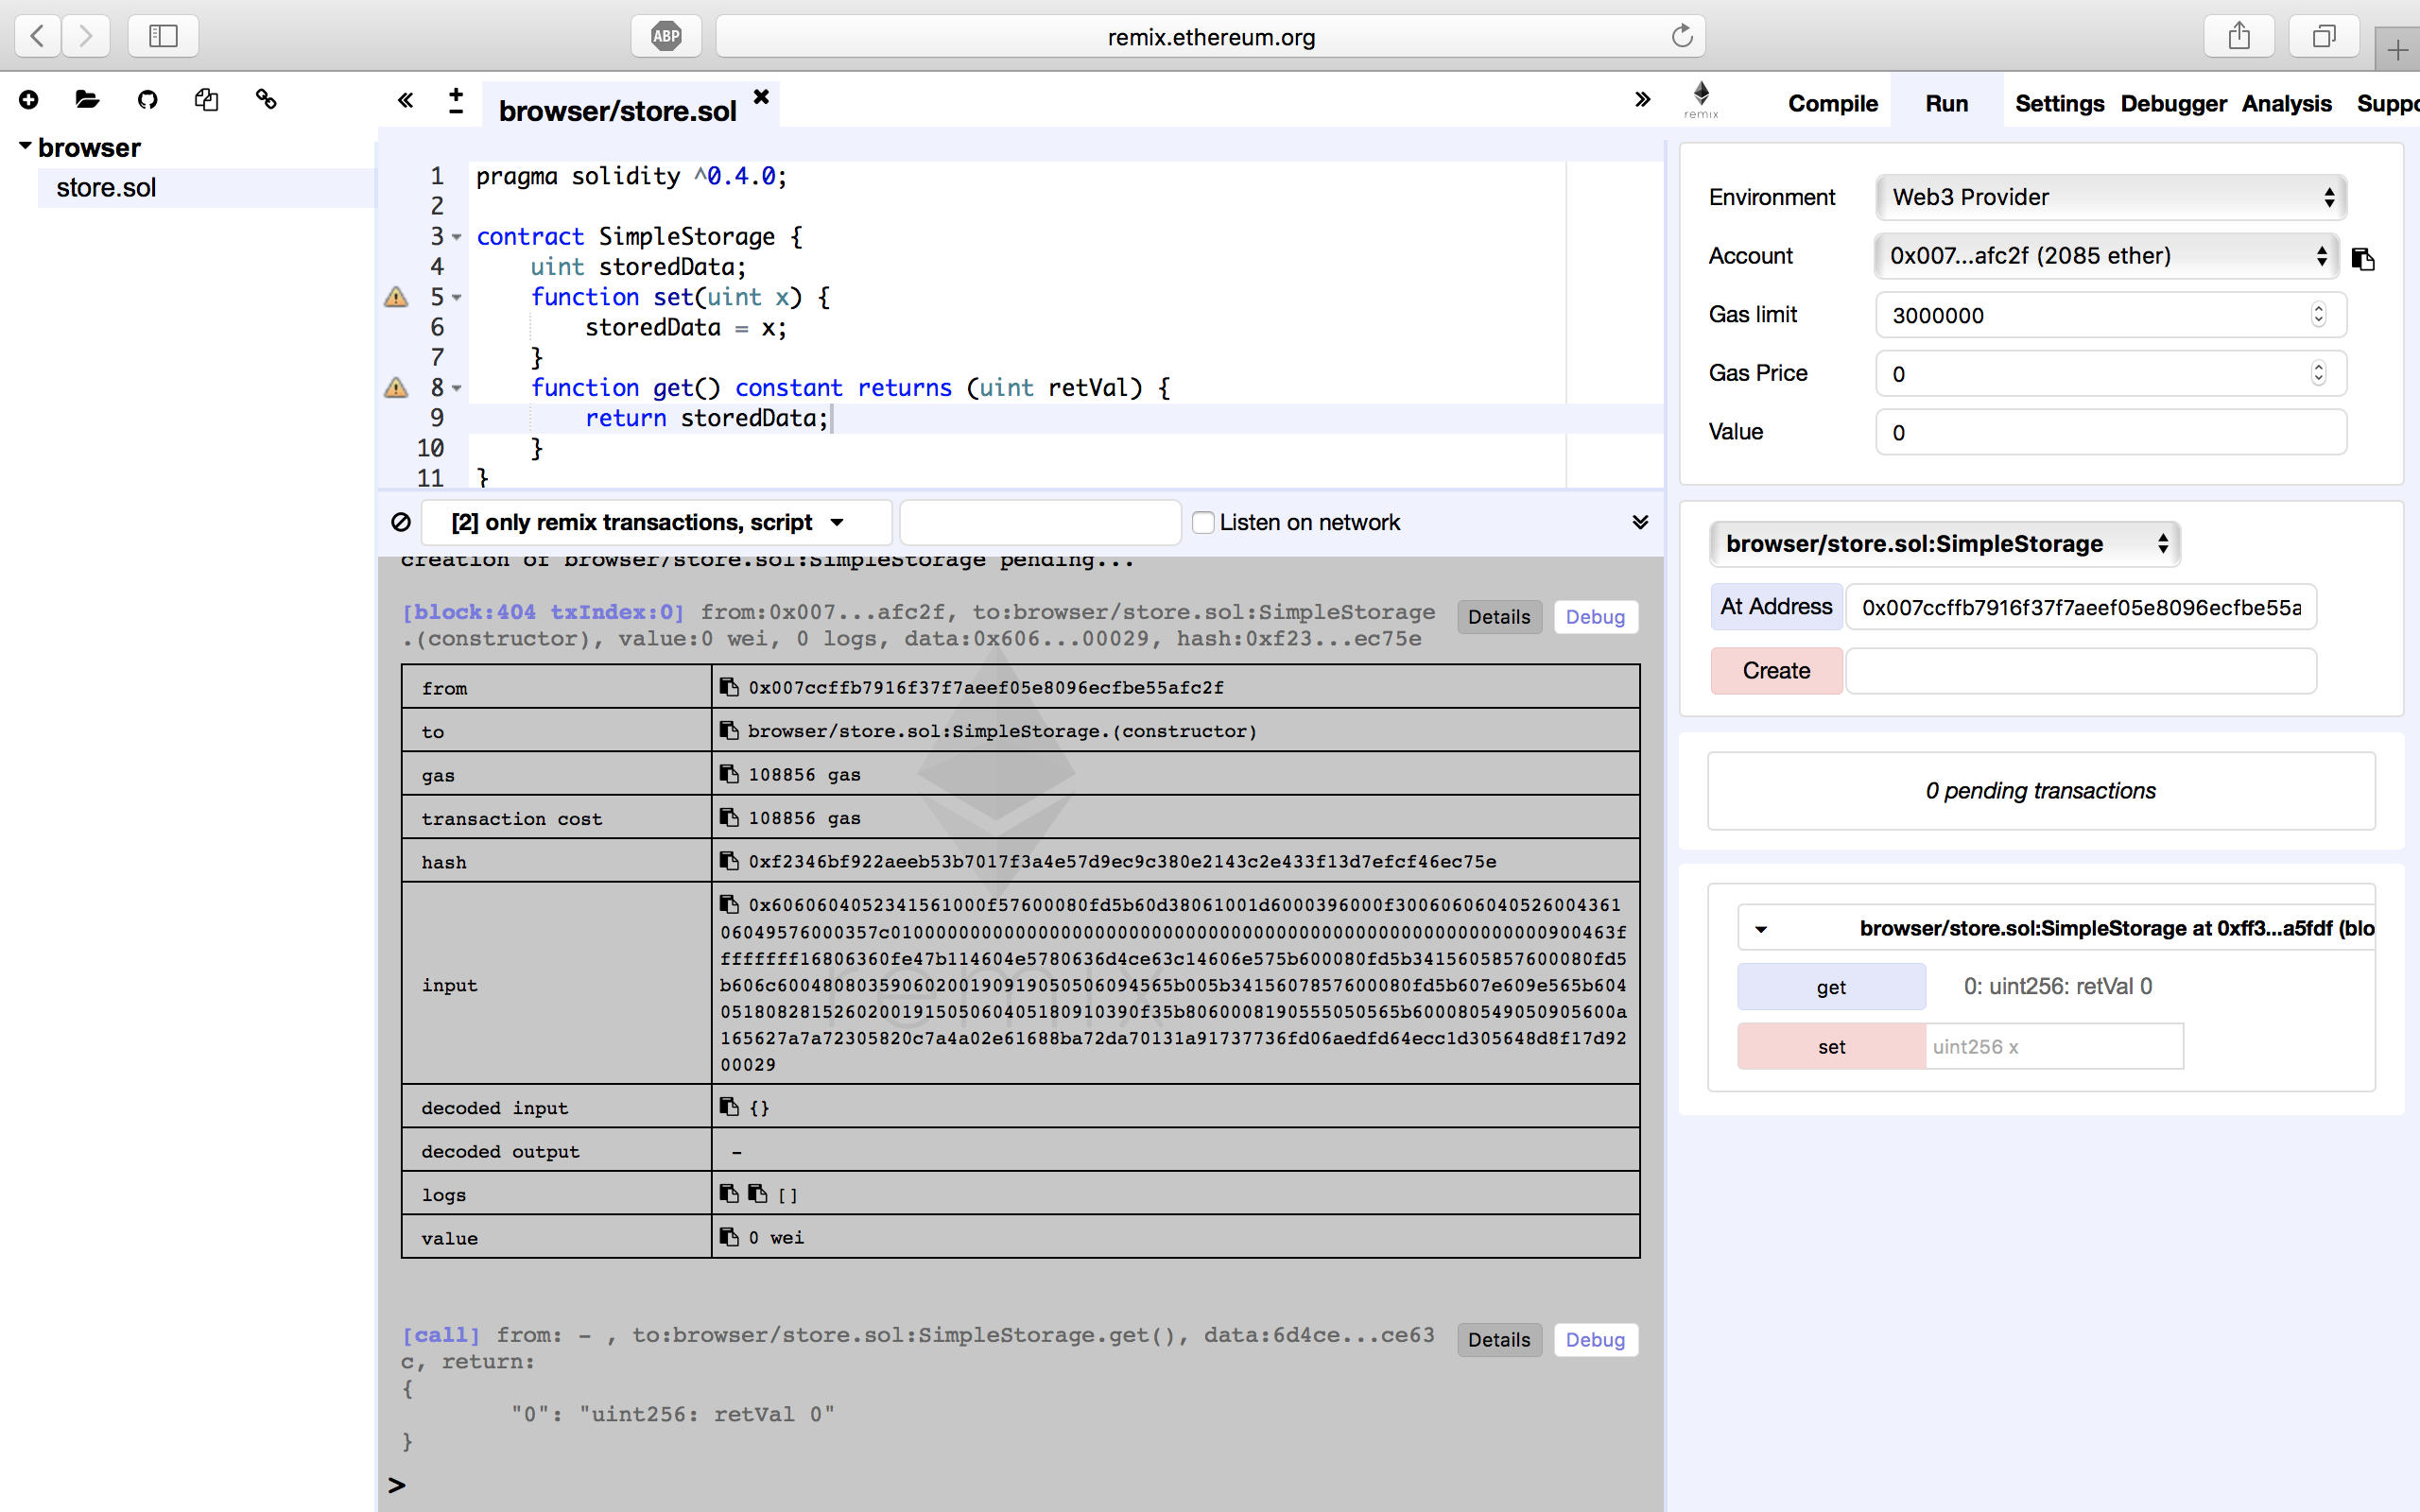 ABP
remix.ethereum.org
browser
store.sol
browser/store.sol
1 pragma solidity ^0.4.0;
2
3 contract SimpleStorage {
4 uint storedData;
5 function set(uint x) {
6 storedData = x;
7 }
8 function get() constant returns (uint retVal) {
9 return storedData;
10 }
11 }
[2] only remix transactions, script
Listen on network
creation of browser/store.sol:SimpleStorage pending...
[block:404 txIndex:0] from:0x007...afc2f, to:browser/store.sol:SimpleStorage
.(constructor), value:0 wei, 0 logs, data:0x606...00029, hash:0xf23...ec75e
Details Debug
from 0x007ccffb7916f37f7aeef05e8096ecfbe55afc2f
to browser/store.sol:SimpleStorage.(constructor)
gas 108856 gas
transaction cost 108856 gas
hash 0xf2346bf922aeeb53b7017f3a4e57d9ec9c380e2143c2e433f13d7efcf46ec75e
input
0x6060604052341561000f57600080fd5b60d38061001d6000396000f30060606040526004361
fffffff16806360fe47b114604e5780636d4ce63c14606e575b600080fd5b3415605857600080fd5
b606c60048080359060200190919050506094565b005b3415607857600080fd5b607e609e565b604
0518082815260200191505060405180910390f35b8060008190555050565b600080549050905600a
165627a7a72305820c7a4a02e61688ba72da70131a91737736fd06aedfd64ecc1d305648d8f17d92
00029
decoded input {}
decoded output -
logs []
value 0 wei
remix
[call] from: - , to:browser/store.sol:SimpleStorage.get(), data:6d4ce...ce63
c, return:
{
"0": "uint256: retVal 0"
}
Details Debug
>
remix
Compile Run Settings Debugger Analysis Suppo
Environment Web3 Provider
Account 0x007...afc2f (2085 ether)
Gas limit 3000000
Gas Price 0
Value 0
browser/store.sol:SimpleStorage
At Address 0x007ccffb7916f37f7aeef05e8096ecfbe55a
Create
0 pending transactions
browser/store.sol:SimpleStorage at 0xff3...a5fdf (blo
get 0: uint256: retVal 0
set uint256 x